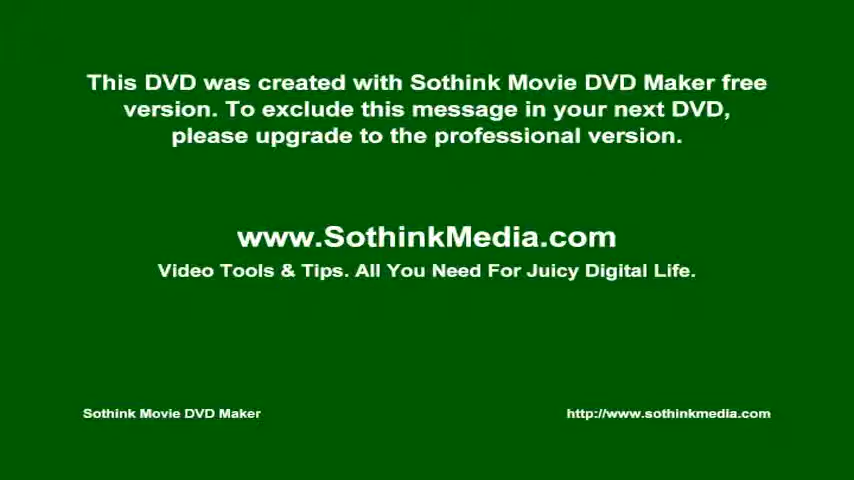 This DVD was created with Sothink Movie DVD Maker free
version. To exclude this message in your next DVD,
please upgrade to the professional version.
www.SothinkMedia.com
Video Tools & Tips. All You Need For Juicy Digital Life.
Sothink Movie DVD Maker
http://www.sothinkmedia.com